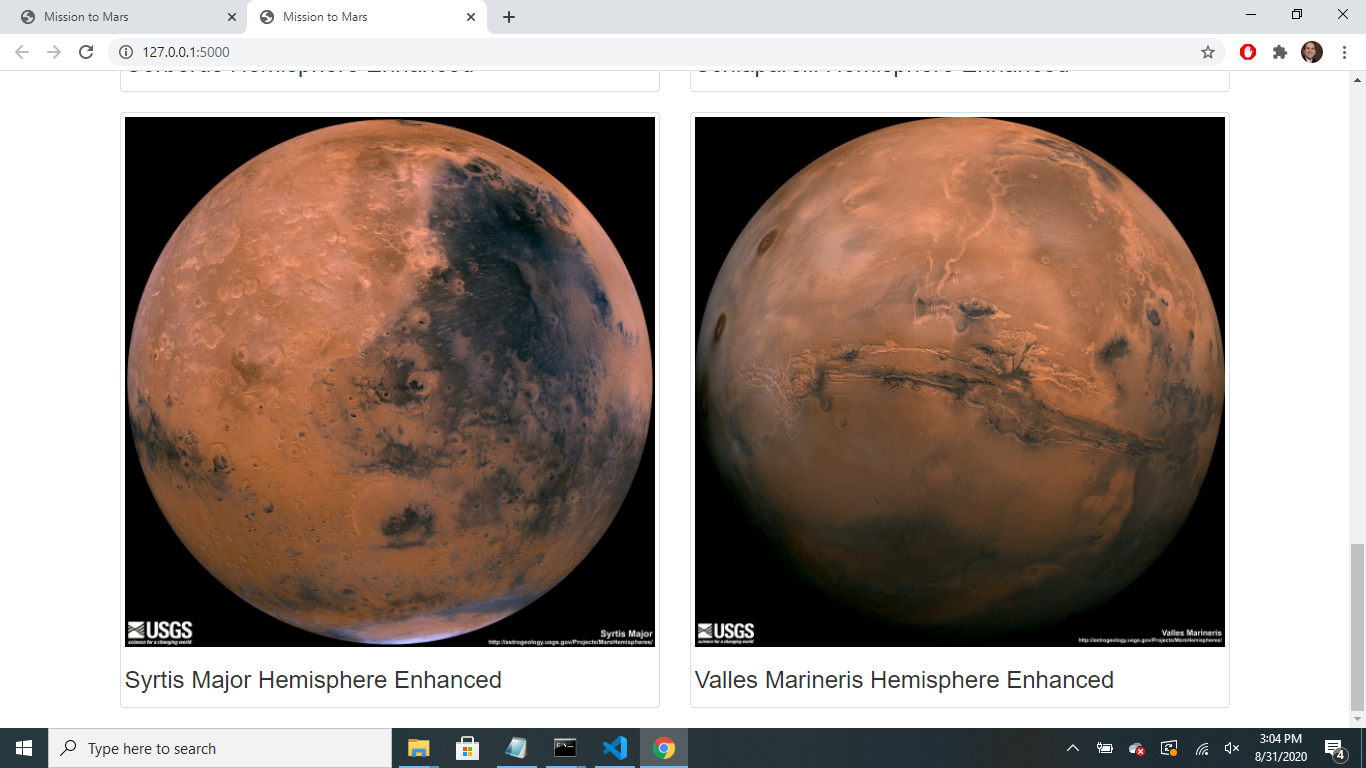 Mission to Mars
Mission to Mars
127.0.0.1:5000
Cerberus Hemisphere Enhanced
Schiaparelli Hemisphere Enhanced
USGS
science for a changing world
Syrtis Major
http://astrogeology.usgs.gov/Projects/MarsHemispheres/
USGS
science for a changing world
Valles Marineris
http://astrogeology.usgs.gov/Projects/MarsHemispheres/
Syrtis Major Hemisphere Enhanced
Valles Marineris Hemisphere Enhanced
Type here to search
3:04 PM
8/31/2020
4